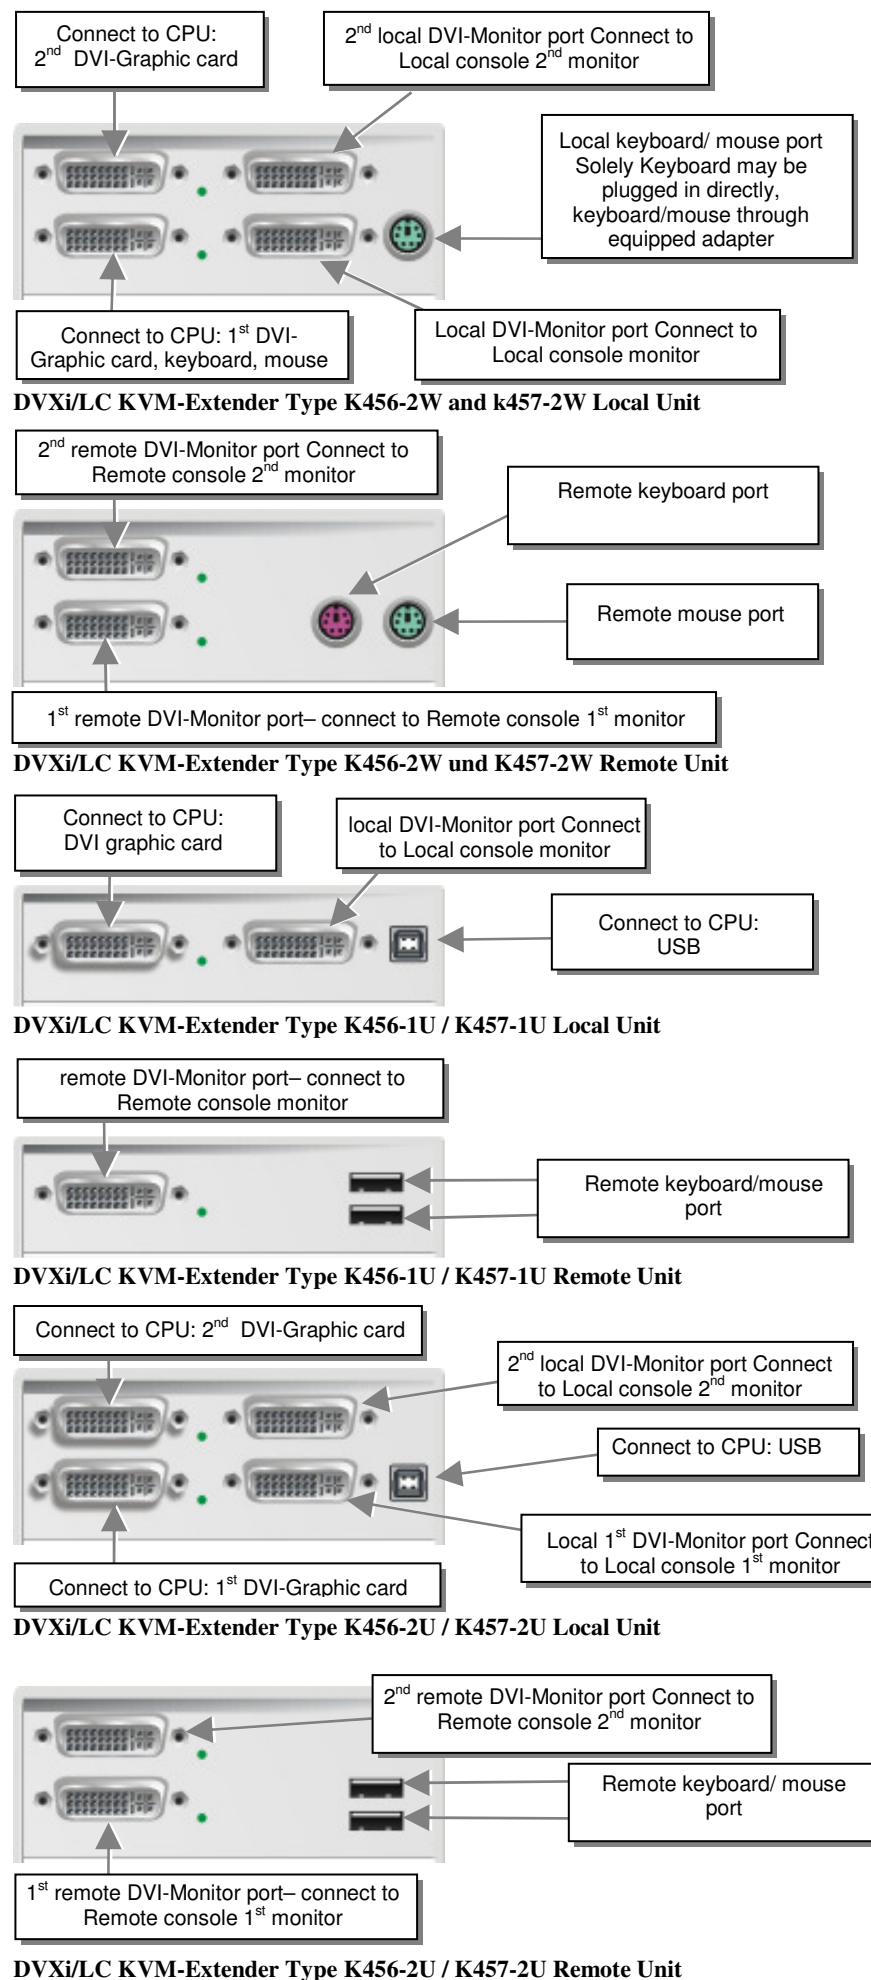 Connect to CPU:
2nd DVI-Graphic card
2nd local DVI-Monitor port Connect to
Local console 2nd monitor
Local keyboard/ mouse port
Solely Keyboard may be
plugged in directly,
keyboard/mouse through
equipped adapter
Connect to CPU: 1st DVI-
Graphic card, keyboard, mouse
Local DVI-Monitor port Connect to
Local console monitor
DVXi/LC KVM-Extender Type K456-2W and k457-2W Local Unit
2nd remote DVI-Monitor port Connect to
Remote console 2nd monitor
Remote keyboard port
Remote mouse port
1st remote DVI-Monitor port– connect to Remote console 1st monitor
DVXi/LC KVM-Extender Type K456-2W und K457-2W Remote Unit
Connect to CPU:
DVI graphic card
local DVI-Monitor port Connect
to Local console monitor
Connect to CPU:
USB
DVXi/LC KVM-Extender Type K456-1U / K457-1U Local Unit
remote DVI-Monitor port– connect to
Remote console monitor
Remote keyboard/mouse
port
DVXi/LC KVM-Extender Type K456-1U / K457-1U Remote Unit
Connect to CPU: 2nd DVI-Graphic card
2nd local DVI-Monitor port Connect
to Local console 2nd monitor
Connect to CPU: USB
Local 1st DVI-Monitor port Connect
to Local console 1st monitor
Connect to CPU: 1st DVI-Graphic card
DVXi/LC KVM-Extender Type K456-2U / K457-2U Local Unit
2nd remote DVI-Monitor port Connect to
Remote console 2nd monitor
Remote keyboard/ mouse
port
1st remote DVI-Monitor port– connect to
Remote console 1st monitor
DVXi/LC KVM-Extender Type K456-2U / K457-2U Remote Unit